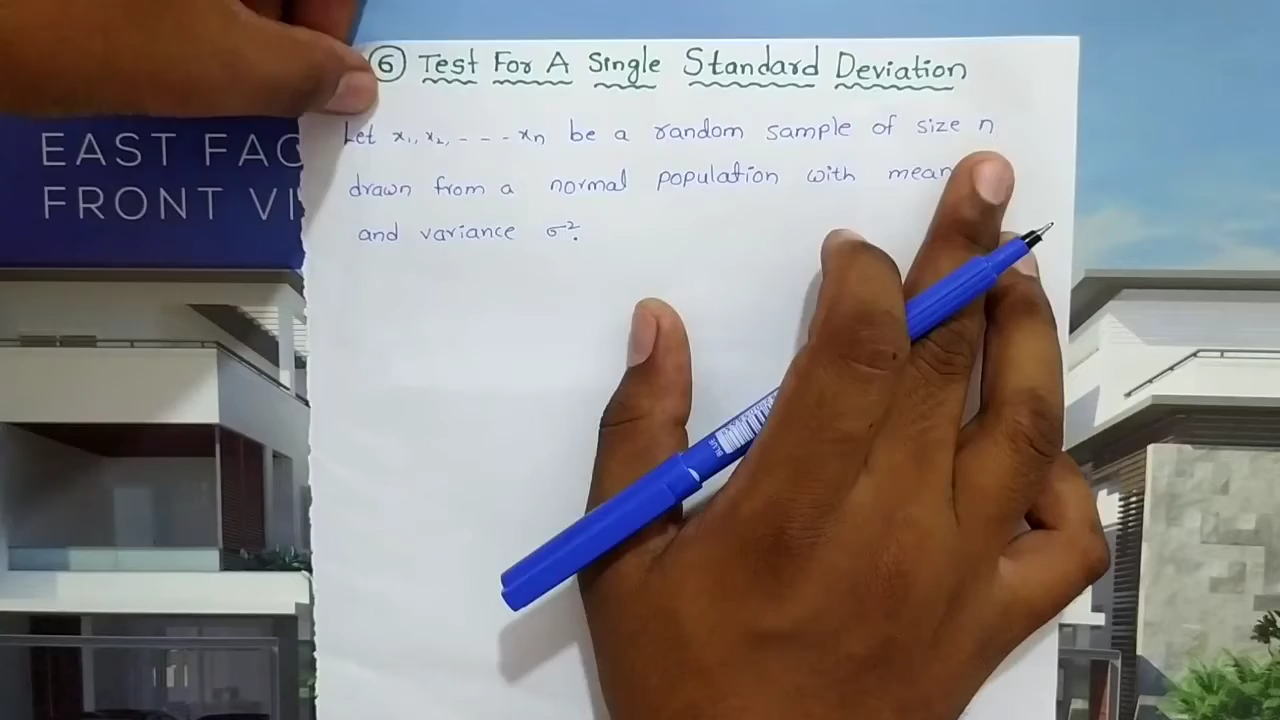 ⑥ Test For A Single Standard Deviation
Let x₁, x₂, - - - - xn be a random sample of size n
drawn from a normal population with mean
and variance σ².
EAST FAC
FRONT VI
BLUE